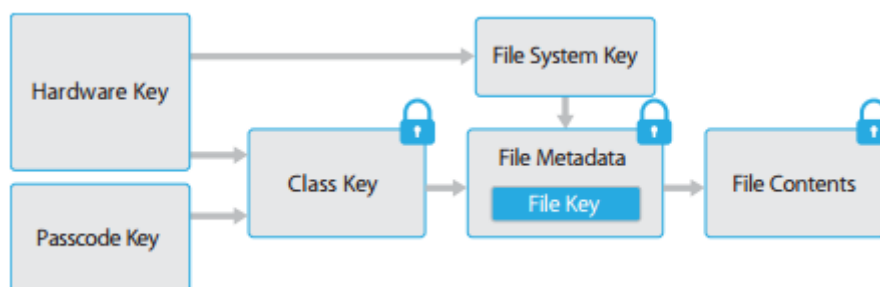 Hardware Key
File System Key
Class Key
File Metadata
File Key
File Contents
Passcode Key